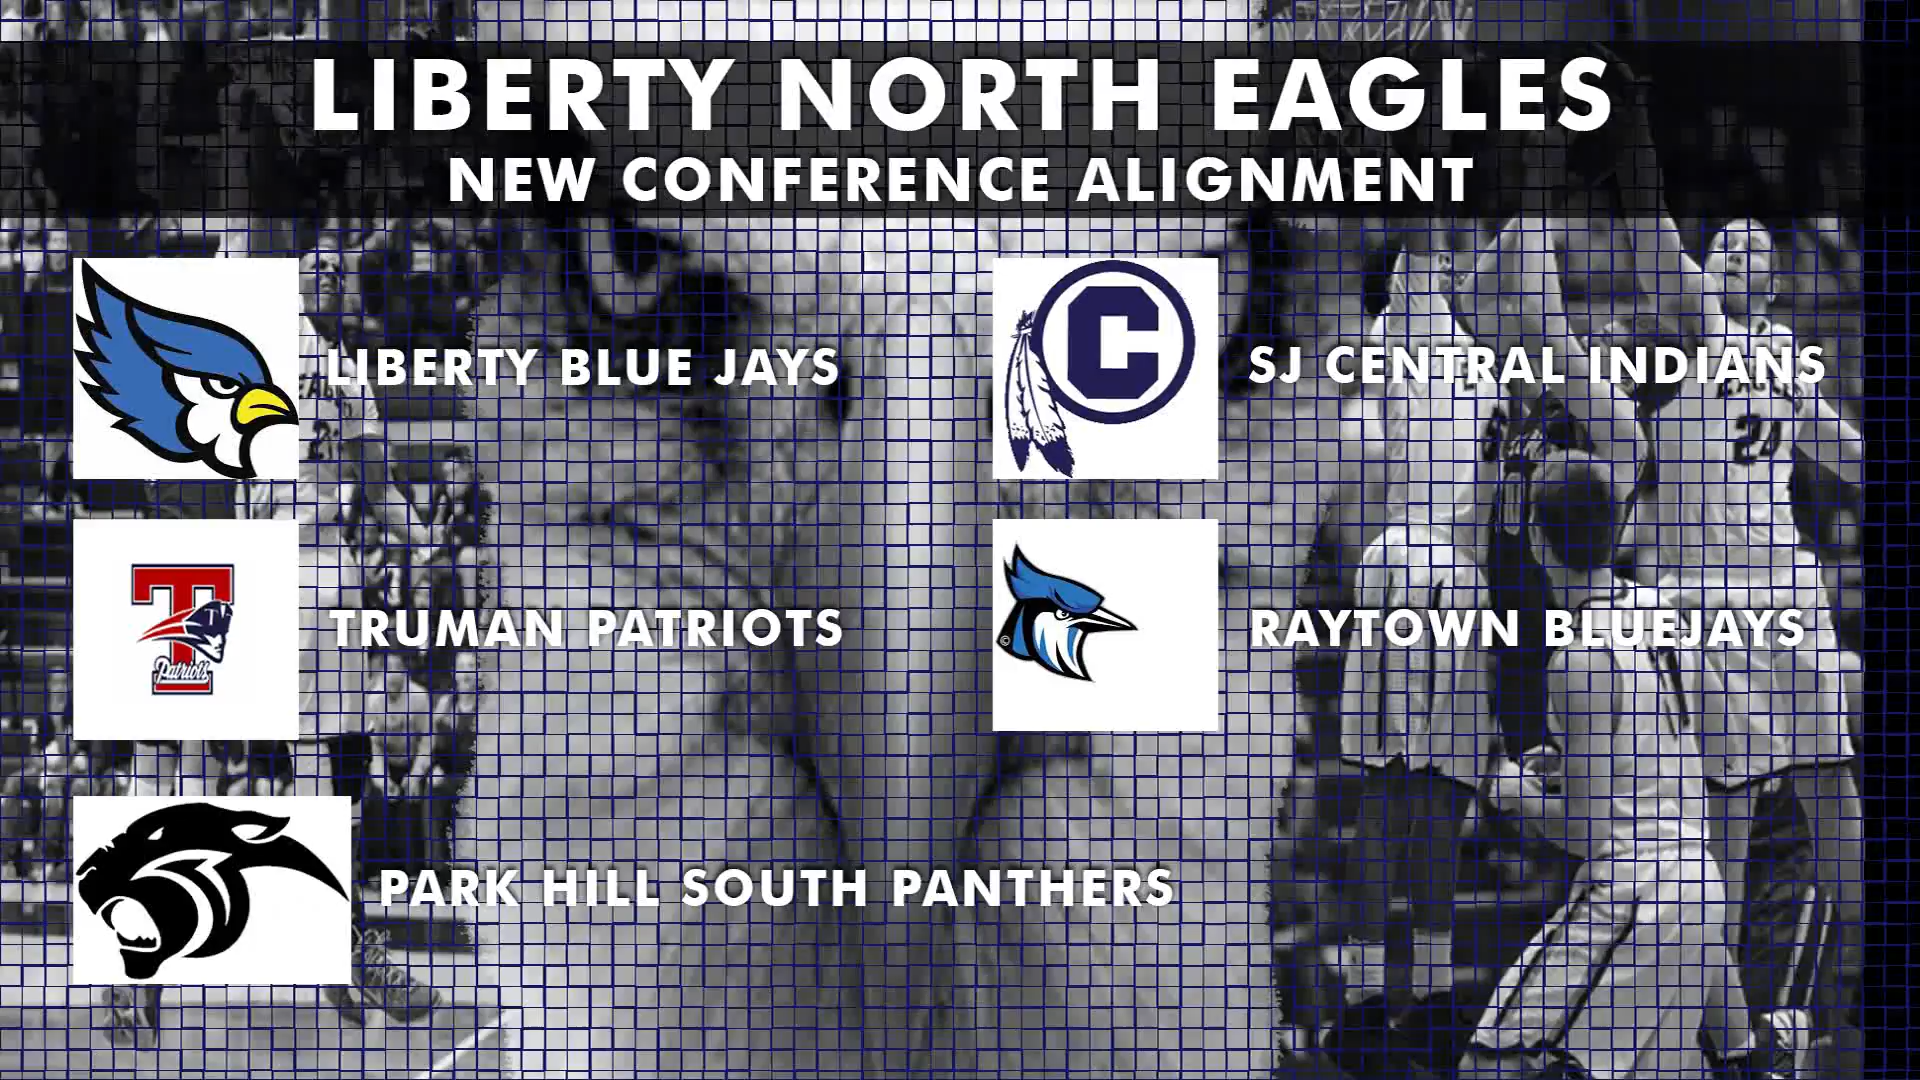 LIBERTY NORTH EAGLES
NEW CONFERENCE ALIGNMENT
LIBERTY BLUE JAYS
C
SJ CENTRAL INDIANS
T
Patriots
TRUMAN PATRIOTS
©
RAYTOWN BLUEJAYS
PARK HILL SOUTH PANTHERS